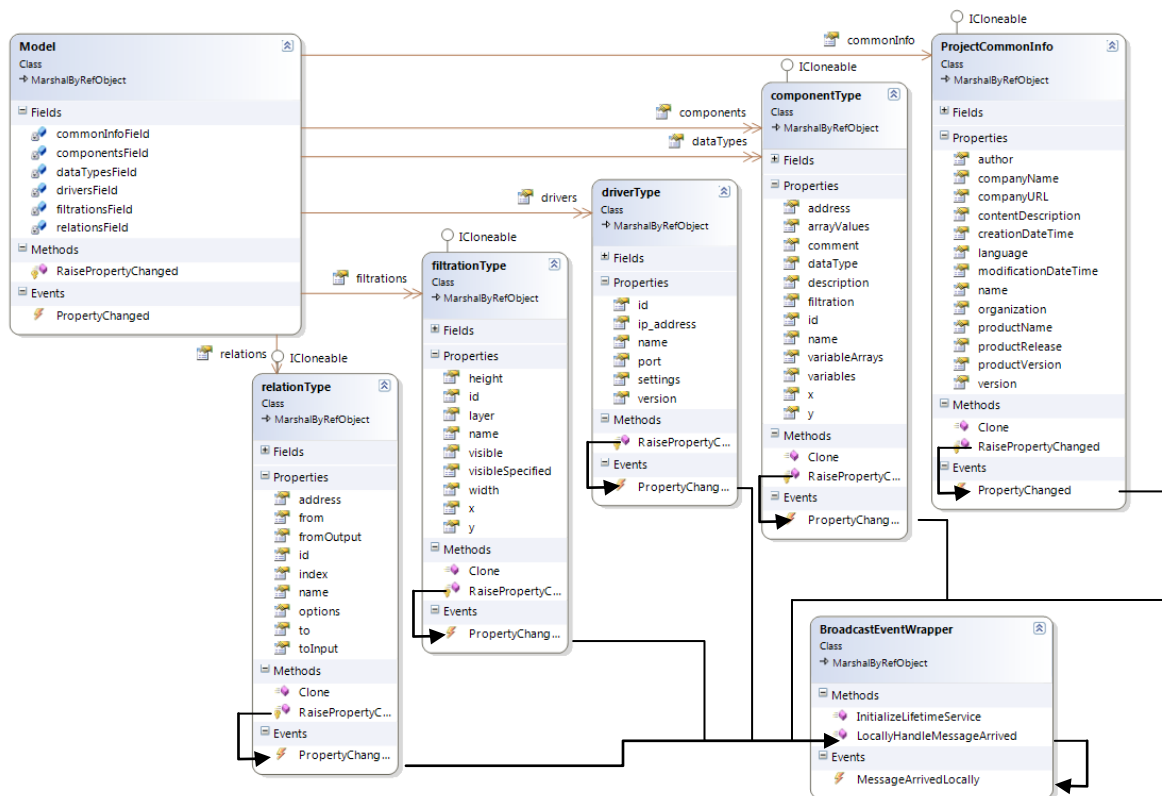 Model
Class
MarshalByRefObject
Fields
commonInfoField
componentsField
dataTypesField
driversField
filtrationsField
relationsField
Methods
RaisePropertyChanged
Events
PropertyChanged
commonInfo
components
dataTypes
drivers
filtrations
relations
ICloneable
relationType
Class
MarshalByRefObject
Fields
Properties
address
from
fromOutput
id
index
name
options
to
toInput
Methods
Clone
RaisePropertyC...
Events
PropertyChang...
ICloneable
filtrationType
Class
MarshalByRefObject
Fields
Properties
height
id
layer
name
visible
visibleSpecified
width
x
y
Methods
Clone
RaisePropertyC...
Events
PropertyChang...
driverType
Class
MarshalByRefObject
Fields
Properties
id
ip_address
name
port
settings
version
Methods
RaisePropertyC...
Events
PropertyChang...
ICloneable
componentType
Class
MarshalByRefObject
Fields
Properties
address
arrayValues
comment
dataType
description
filtration
id
name
variableArrays
variables
x
y
Methods
Clone
RaisePropertyC...
Events
PropertyChang...
ICloneable
ProjectCommonInfo
Class
MarshalByRefObject
Fields
Properties
author
companyName
companyURL
contentDescription
creationDateTime
language
modificationDateTime
name
organization
productName
productRelease
productVersion
version
Methods
Clone
RaisePropertyChanged
Events
PropertyChanged
BroadcastEventWrapper
Class
MarshalByRefObject
Methods
InitializeLifetimeService
LocallyHandleMessageArrived
Events
MessageArrivedLocally